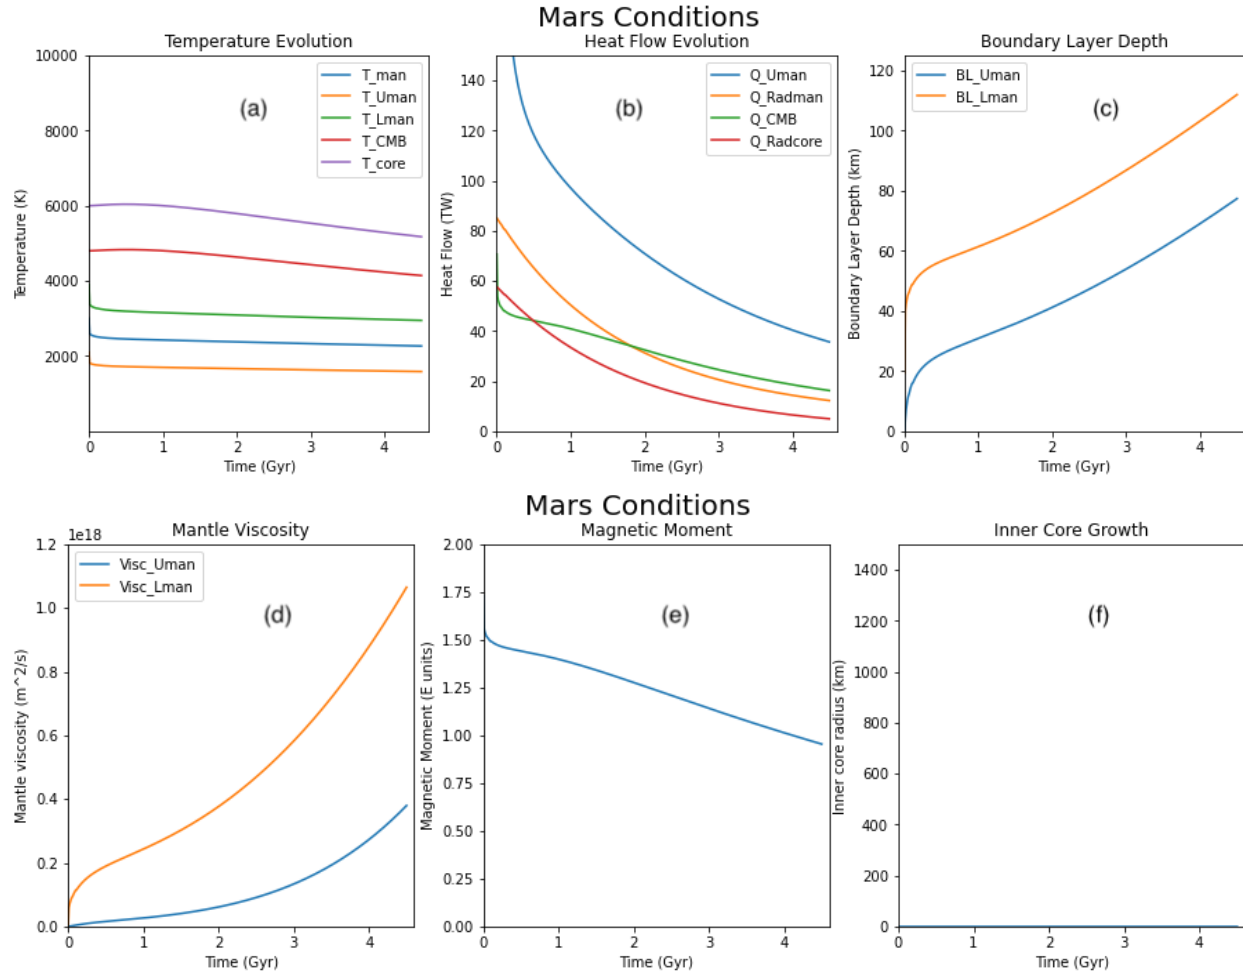 Mars Conditions
Temperature Evolution
Heat Flow Evolution
Boundary Layer Depth
10000
8000
6000
4000
2000
Temperature (K)
0
1
2
3
4
Time (Gyr)
T_man
T_Uman
T_Lman
T_CMB
T_core
(a)
140
120
100
80
60
40
20
0
Heat Flow (TW)
0
1
2
3
4
Time (Gyr)
Q_Uman
Q_Radman
Q_CMB
Q_Radcore
(b)
120
100
80
60
40
20
0
Boundary Layer Depth (km)
0
1
2
3
4
Time (Gyr)
BL_Uman
BL_Lman
(c)
Mars Conditions
Mantle Viscosity
Magnetic Moment
Inner Core Growth
1e18
1.2
1.0
0.8
0.6
0.4
0.2
0.0
Mantle viscosity (m^2/s)
0
1
2
3
4
Time (Gyr)
Visc_Uman
Visc_Lman
(d)
2.00
1.75
1.50
1.25
1.00
0.75
0.50
0.25
0.00
Magnetic Moment (E units)
0
1
2
3
4
Time (Gyr)
(e)
1400
1200
1000
800
600
400
200
0
Inner core radius (km)
0
1
2
3
4
Time (Gyr)
(f)